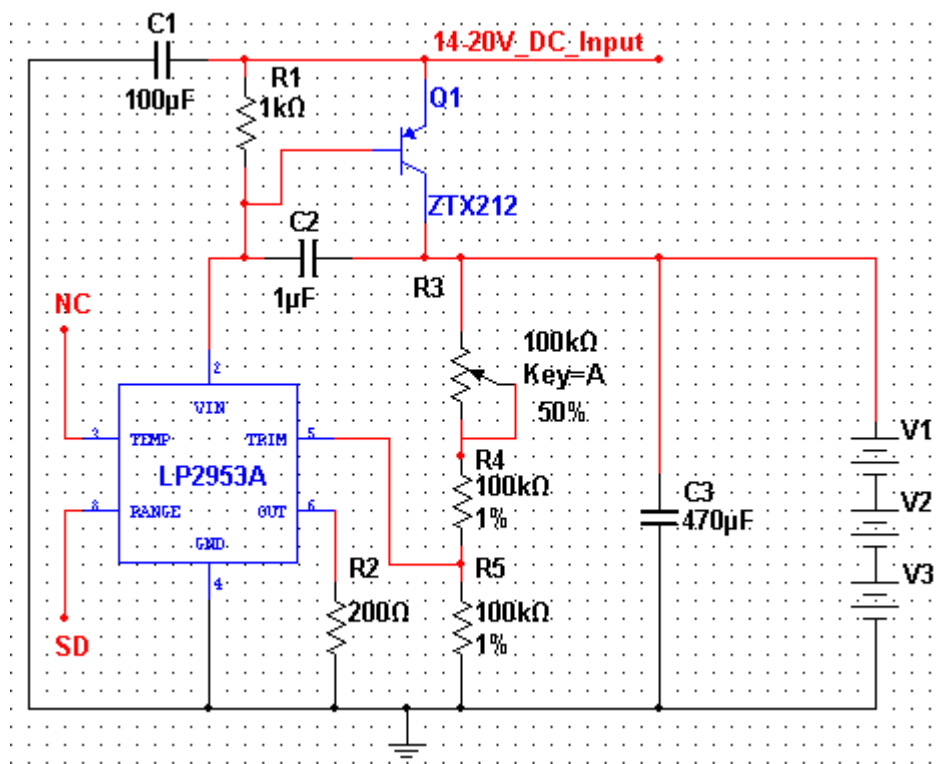 C1
14-20V_DC_Input
100µF
R1
1kΩ
Q1
ZTX212
C2
1µF
R3
NC
100kΩ
Key=A
50%
2
VIN
3
TEMP
TRIM
5
LP2953A
8
RANGE
OUT
6
GND
4
SD
R4
100kΩ
1%
R2
200Ω
R5
100kΩ
1%
C3
470µF
V1
V2
V3